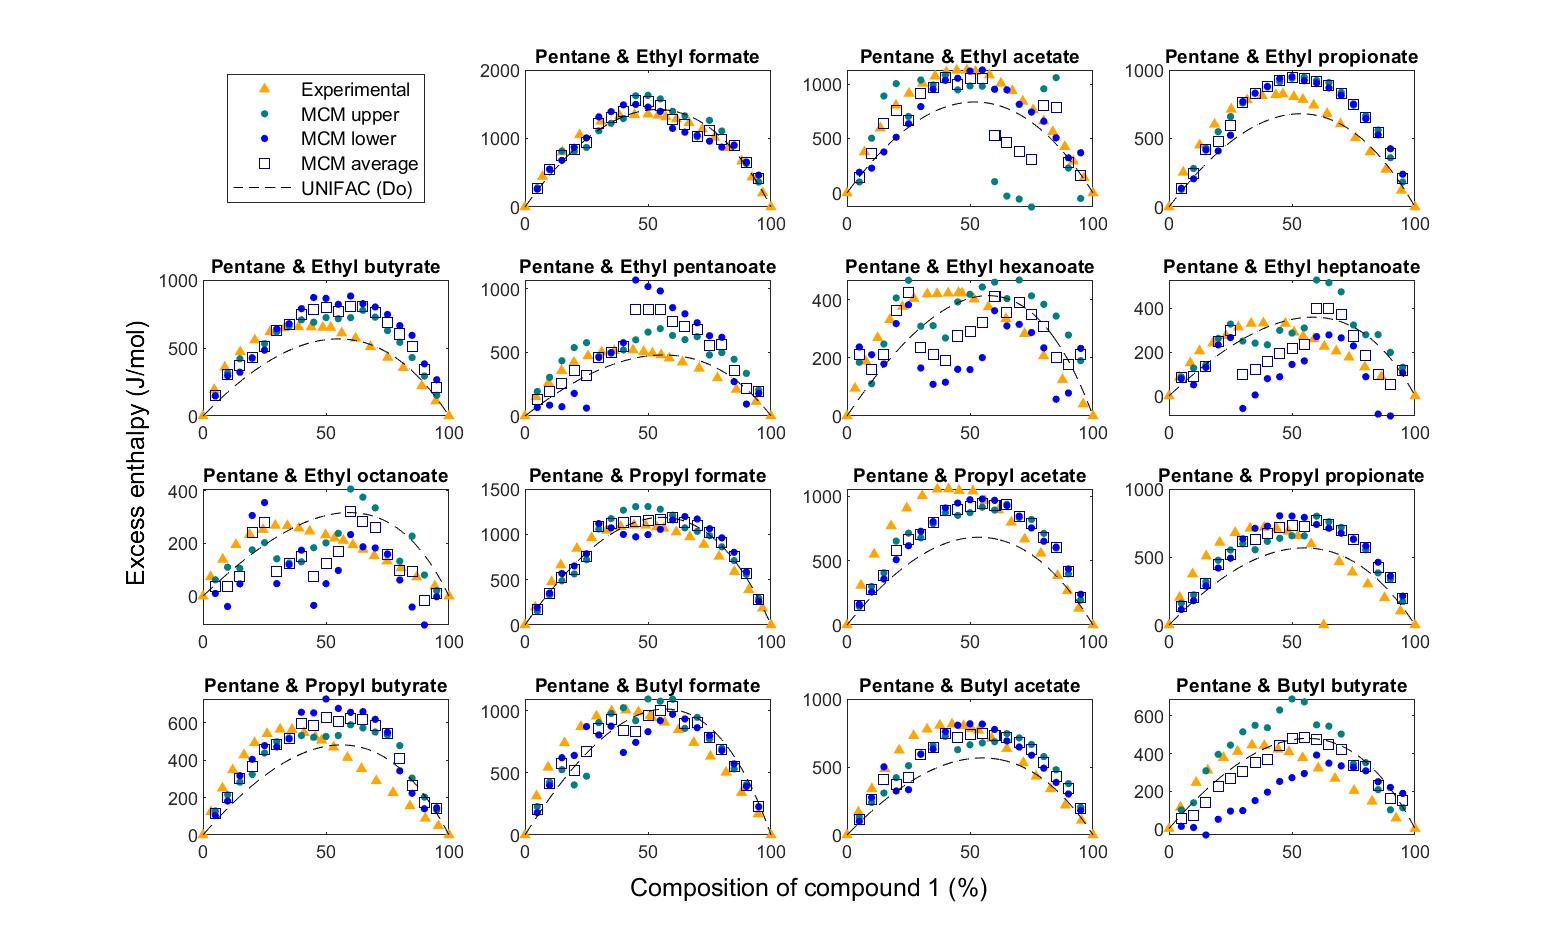 Experimental
MCM upper
MCM lower
MCM average
UNIFAC (Do)
Pentane & Ethyl formate
2000
1000
0
0 50 100
Pentane & Ethyl acetate
1000
500
0
0 50 100
Pentane & Ethyl propionate
1000
500
0
0 50 100
Pentane & Ethyl butyrate
1000
500
0
0 50 100
Pentane & Ethyl pentanoate
1000
500
0
0 50 100
Pentane & Ethyl hexanoate
400
200
0
0 50 100
Pentane & Ethyl heptanoate
400
200
0
0 50 100
Pentane & Ethyl octanoate
400
200
0
0 50 100
Pentane & Propyl formate
1500
1000
500
0
0 50 100
Pentane & Propyl acetate
1000
500
0
0 50 100
Pentane & Propyl propionate
1000
500
0
0 50 100
Pentane & Propyl butyrate
600
400
200
0
0 50 100
Pentane & Butyl formate
1000
500
0
0 50 100
Pentane & Butyl acetate
1000
500
0
0 50 100
Pentane & Butyl butyrate
600
400
200
0
0 50 100
Excess enthalpy (J/mol)
Composition of compound 1 (%)